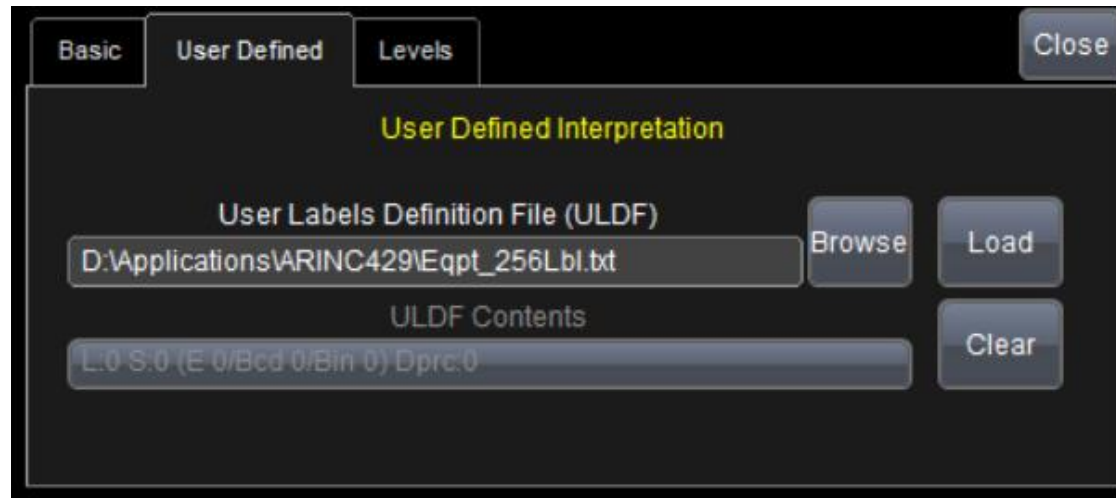 Basic
User Defined
Levels
Close
User Defined Interpretation
User Labels Definition File (ULDF)
D:\Applications\ARINC429\Eqpt_256Lbl.txt
Browse
Load
ULDF Contents
L:0 S:0 (E 0/Bcd 0/Bin 0) Dprc:0
Clear